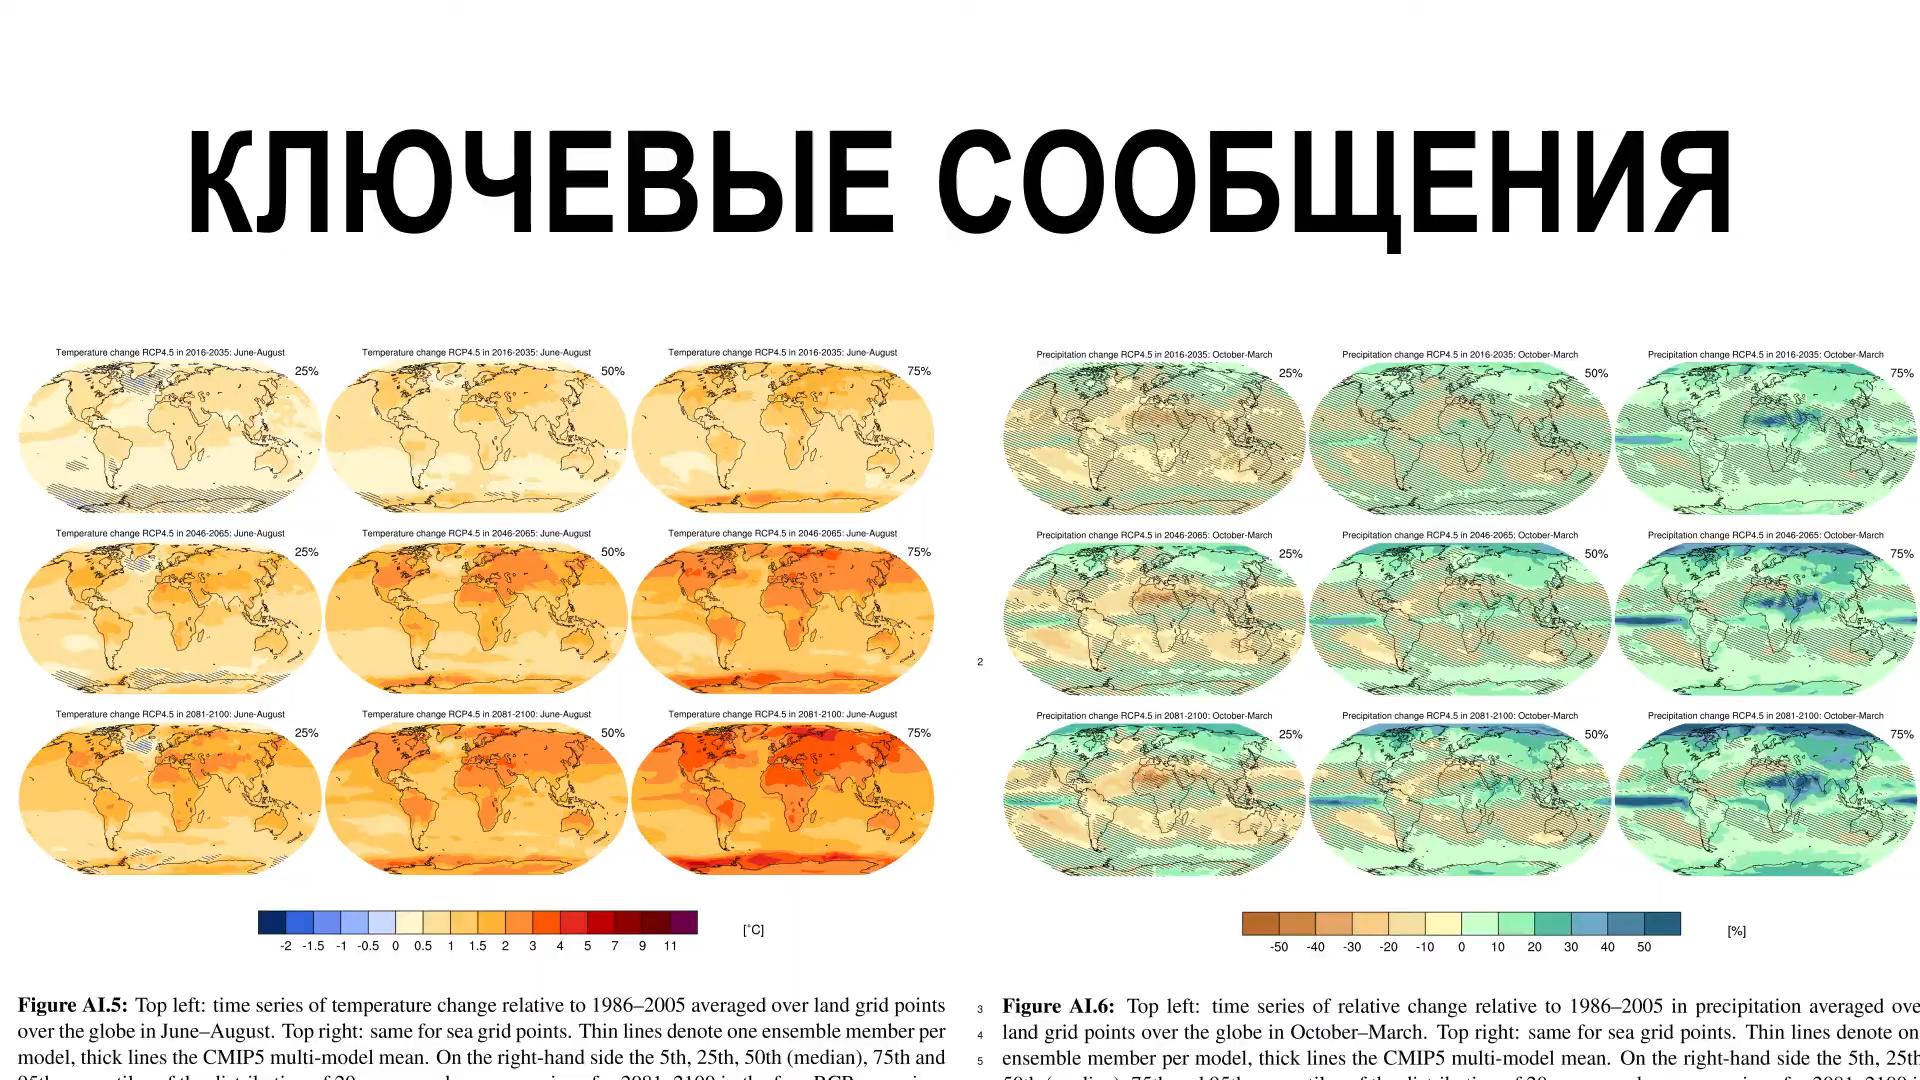 КЛЮЧЕВЫЕ СООБЩЕНИЯ
Temperature change RCP4.5 in 2016-2035: June-August
25%
Temperature change RCP4.5 in 2016-2035: June-August
50%
Temperature change RCP4.5 in 2016-2035: June-August
75%
Temperature change RCP4.5 in 2046-2065: June-August
25%
Temperature change RCP4.5 in 2046-2065: June-August
50%
Temperature change RCP4.5 in 2046-2065: June-August
75%
Temperature change RCP4.5 in 2081-2100: June-August
25%
Temperature change RCP4.5 in 2081-2100: June-August
50%
Temperature change RCP4.5 in 2081-2100: June-August
75%
-2 -1.5 -1 -0.5 0 0.5 1 1.5 2 3 4 5 7 9 11
[°C]
Figure AI.5: Top left: time series of temperature change relative to 1986–2005 averaged over land grid points
over the globe in June–August. Top right: same for sea grid points. Thin lines denote one ensemble member per
model, thick lines the CMIP5 multi-model mean. On the right-hand side the 5th, 25th, 50th (median), 75th and
Precipitation change RCP4.5 in 2016-2035: October-March
25%
Precipitation change RCP4.5 in 2016-2035: October-March
50%
Precipitation change RCP4.5 in 2016-2035: October-March
75%
Precipitation change RCP4.5 in 2046-2065: October-March
25%
Precipitation change RCP4.5 in 2046-2065: October-March
50%
Precipitation change RCP4.5 in 2046-2065: October-March
75%
2
Precipitation change RCP4.5 in 2081-2100: October-March
25%
Precipitation change RCP4.5 in 2081-2100: October-March
50%
Precipitation change RCP4.5 in 2081-2100: October-March
75%
-50 -40 -30 -20 -10 0 10 20 30 40 50
[%]
3 Figure AI.6: Top left: time series of relative change relative to 1986–2005 in precipitation averaged ove
4 land grid points over the globe in October–March. Top right: same for sea grid points. Thin lines denote on
5 ensemble member per model, thick lines the CMIP5 multi-model mean. On the right-hand side the 5th, 25th